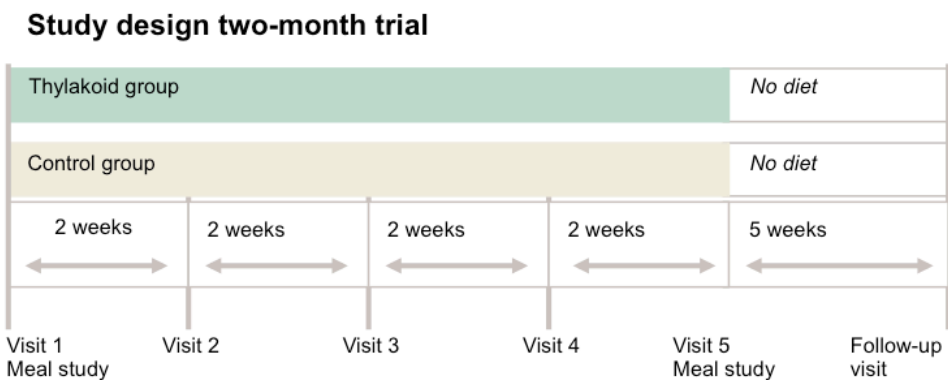 Study design two-month trial
Thylakoid group
No diet
Control group
No diet
2 weeks
2 weeks
2 weeks
2 weeks
5 weeks
Visit 1
Meal study
Visit 2
Visit 3
Visit 4
Visit 5
Meal study
Follow-up
visit